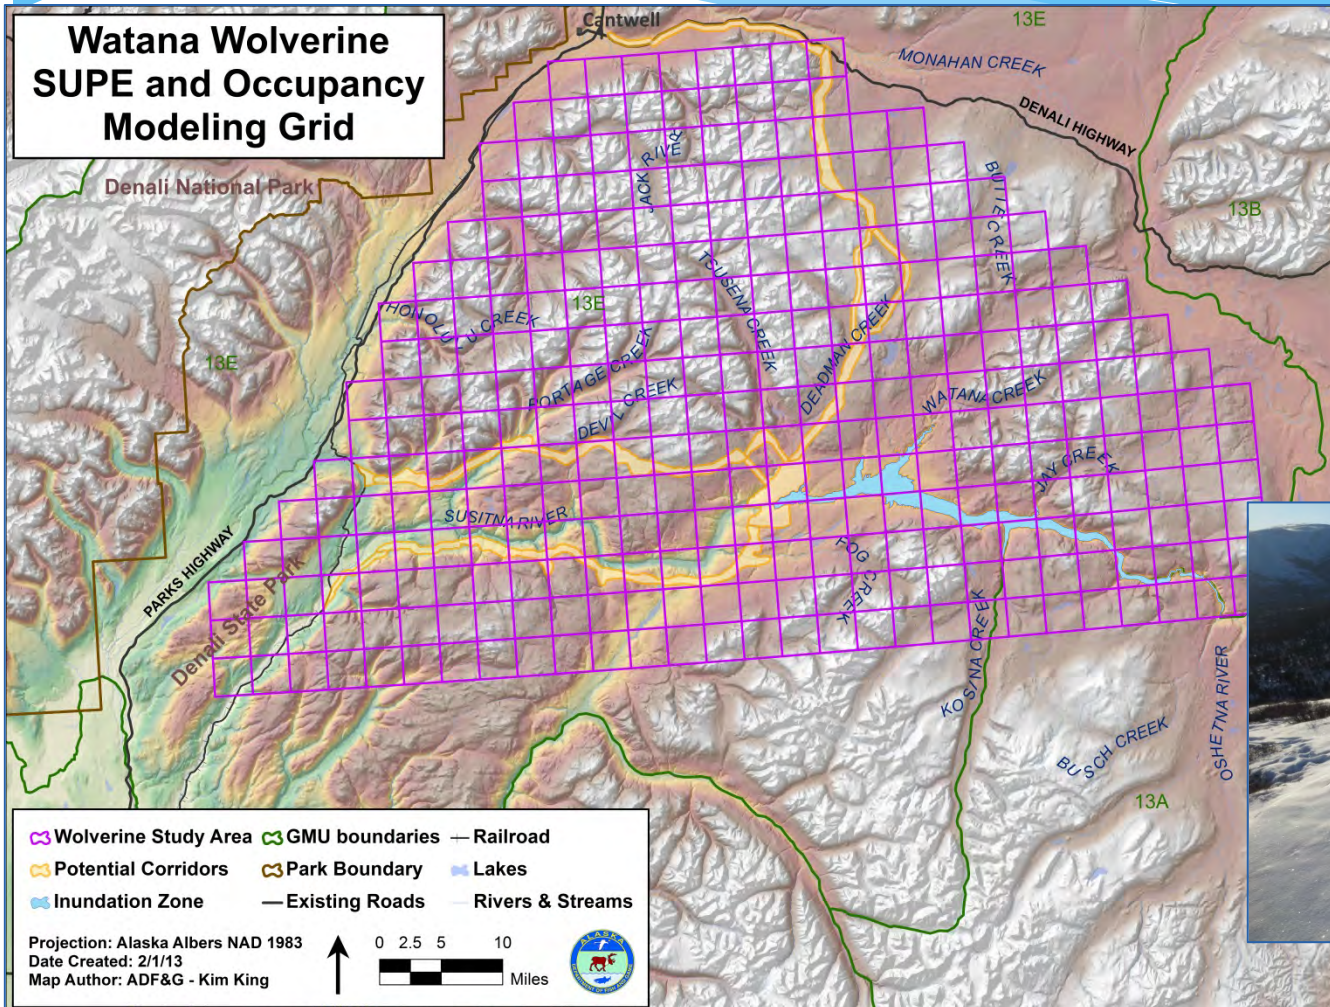 Watana Wolverine
SUPE and Occupancy
Modeling Grid
Cantwell
13E
MONAHAN CREEK
DENALI HIGHWAY
JACK RIVER
Denali National Park
BUTTE CREEK
13B
TSUSENA CREEK
13E
HONOLULU CREEK
13E
PORTAGE CREEK
DEADMAN CREEK
DEVIL CREEK
WATANA CREEK
JAY CREEK
SUSITNA RIVER
PARKS HIGHWAY
FOG CREEK
Denali State Park
KOSINA CREEK
OSHETNA RIVER
BUSCH CREEK
13A
Wolverine Study Area GMU boundaries Railroad
Potential Corridors Park Boundary Lakes
Inundation Zone Existing Roads Rivers & Streams
Projection: Alaska Albers NAD 1983
Date Created: 2/1/13
Map Author: ADF&G - Kim King
0 2.5 5 10
Miles
ALASKA